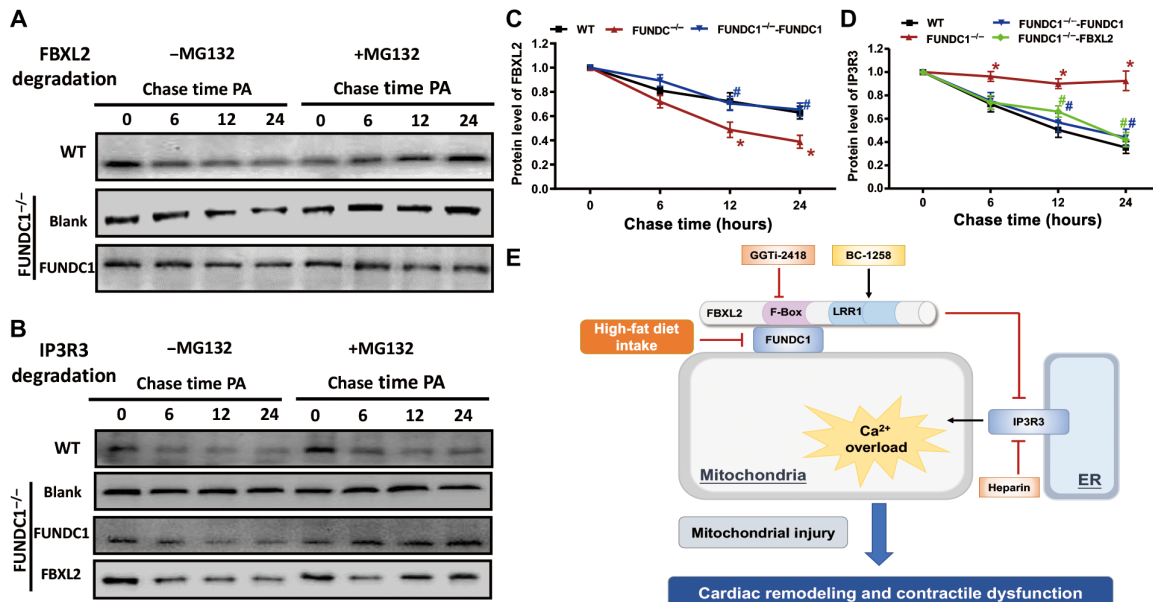 A
FBXL2
degradation
−MG132
+MG132
Chase time PA
Chase time PA
0 6 12 24 0 6 12 24
WT
FUNDC1−/−
Blank
FUNDC1
B
IP3R3
degradation
−MG132
+MG132
Chase time PA
Chase time PA
0 6 12 24 0 6 12 24
WT
FUNDC1−/−
Blank
FUNDC1
FBXL2
C
WT FUNDC−/− FUNDC1−/−-FUNDC1
Protein level of FBXL2
1.2
1.0
0.8
0.6
0.4
0.2
0.0
#
#
*
*
0 6 12 24
Chase time (hours)
D
WT FUNDC1−/−-FUNDC1
FUNDC1−/− FUNDC1−/−-FBXL2
Protein level of IP3R3
1.2
1.0
0.8
0.6
0.4
0.2
0.0
* * *
# #
# #
0 6 12 24
Chase time (hours)
E
GGTi-2418
BC-1258
FBXL2 F-Box LRR1
High-fat diet
intake
FUNDC1
Ca2+
overload
IP3R3
Mitochondria
Heparin
ER
Mitochondrial injury
Cardiac remodeling and contractile dysfunction